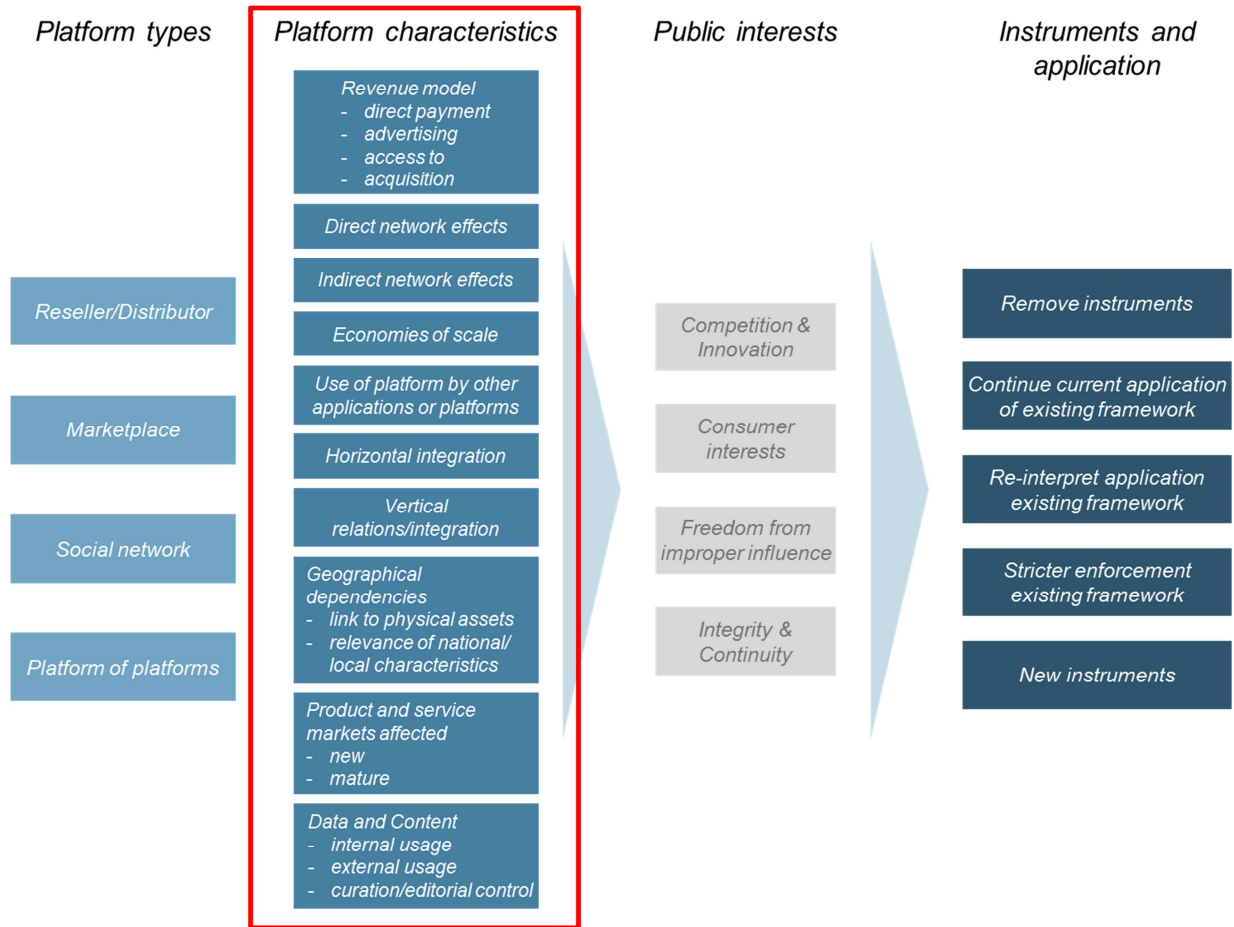 Platform types
Platform characteristics
Public interests
Instruments and
application
Reseller/Distributor
Marketplace
Social network
Platform of platforms
Revenue model
- direct payment
- advertising
- access to
- acquisition
Direct network effects
Indirect network effects
Economies of scale
Use of platform by other
applications or platforms
Horizontal integration
Vertical
relations/integration
Geographical
dependencies
- link to physical assets
- relevance of national/
local characteristics
Product and service
markets affected
- new
- mature
Data and Content
- internal usage
- external usage
- curation/editorial control
Competition &
Innovation
Consumer
interests
Freedom from
improper influence
Integrity &
Continuity
Remove instruments
Continue current application
of existing framework
Re-interpret application
existing framework
Stricter enforcement
existing framework
New instruments